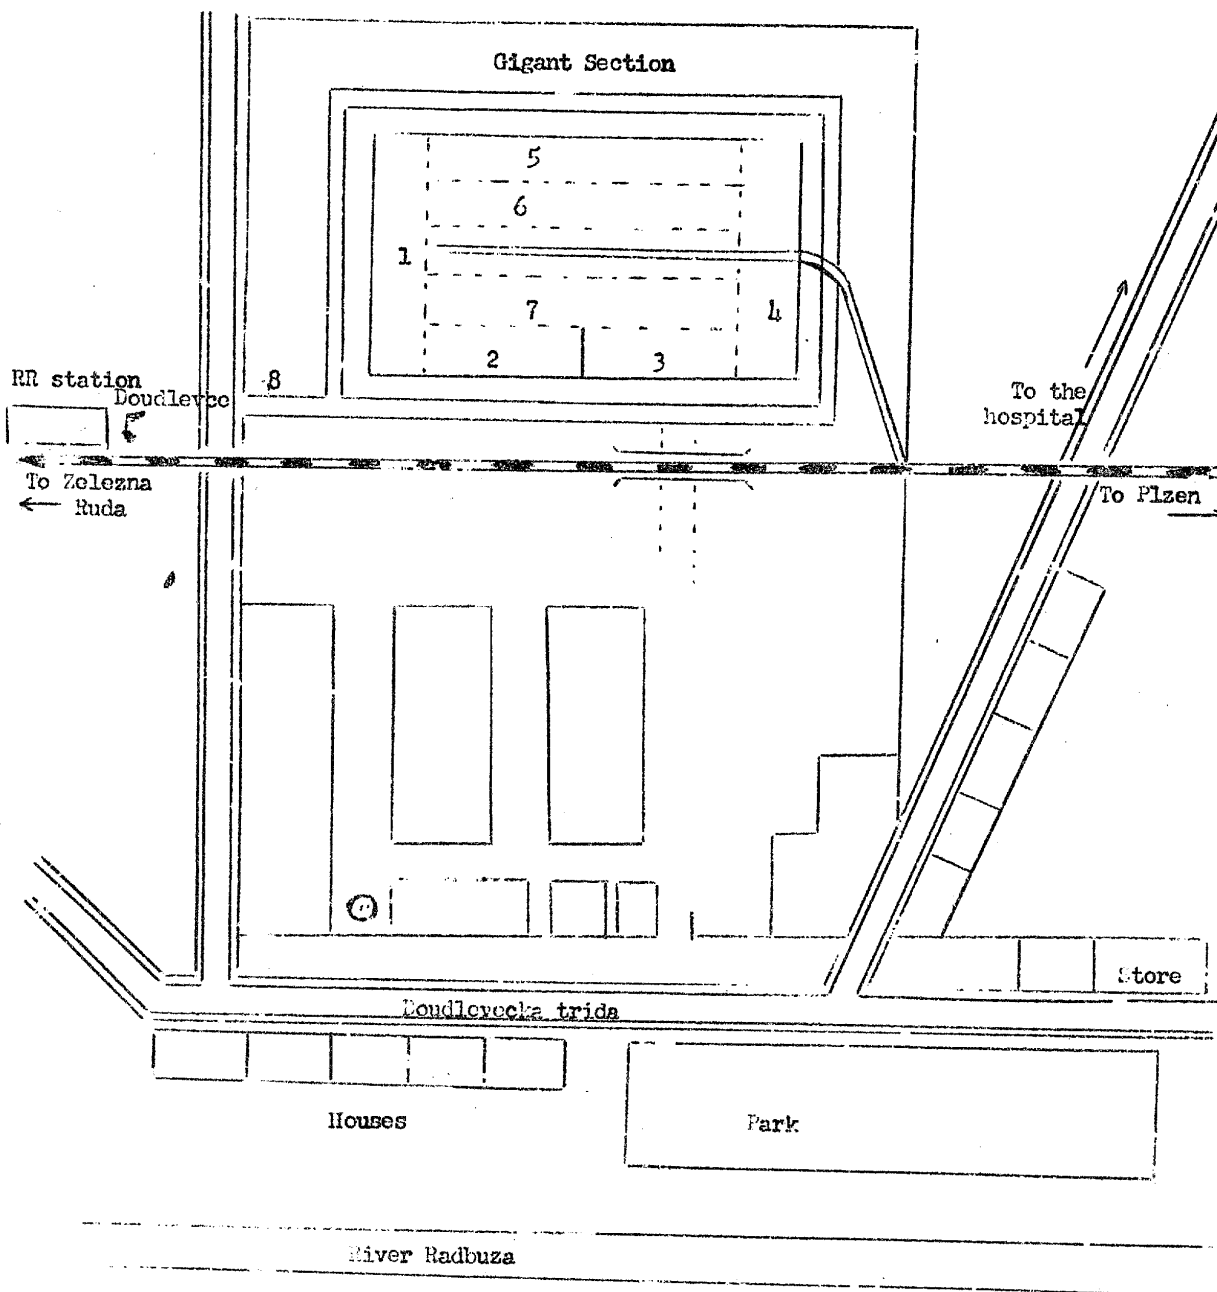 Gigant Section
5
6
1
7
4
2
3
8
RR station
Doudlevce
To the
hospital
To Zelezna
Ruda
To Plzen
Store
Doudlevecka trida
Houses
Park
River Radbuza